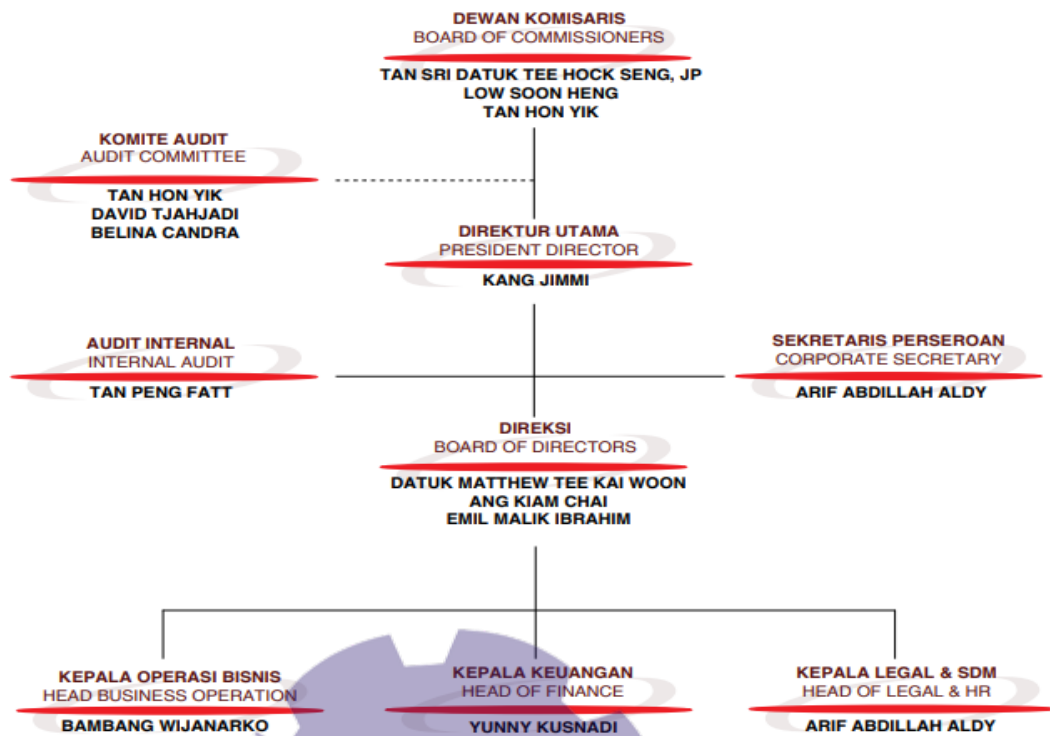 DEWAN KOMISARIS
BOARD OF COMMISSIONERS
TAN SRI DATUK TEE HOCK SENG, JP
LOW SOON HENG
TAN HON YIK
KOMITE AUDIT
AUDIT COMMITTEE
TAN HON YIK
DAVID TJAHJADI
BELINA CANDRA
DIREKTUR UTAMA
PRESIDENT DIRECTOR
KANG JIMMI
AUDIT INTERNAL
INTERNAL AUDIT
TAN PENG FATT
SEKRETARIS PERSEROAN
CORPORATE SECRETARY
ARIF ABDILLAH ALDY
DIREKSI
BOARD OF DIRECTORS
DATUK MATTHEW TEE KAI WOON
ANG KIAM CHAI
EMIL MALIK IBRAHIM
KEPALA OPERASI BISNIS
HEAD BUSINESS OPERATION
BAMBANG WIJANARKO
KEPALA KEUANGAN
HEAD OF FINANCE
YUNNY KUSNADI
KEPALA LEGAL & SDM
HEAD OF LEGAL & HR
ARIF ABDILLAH ALDY